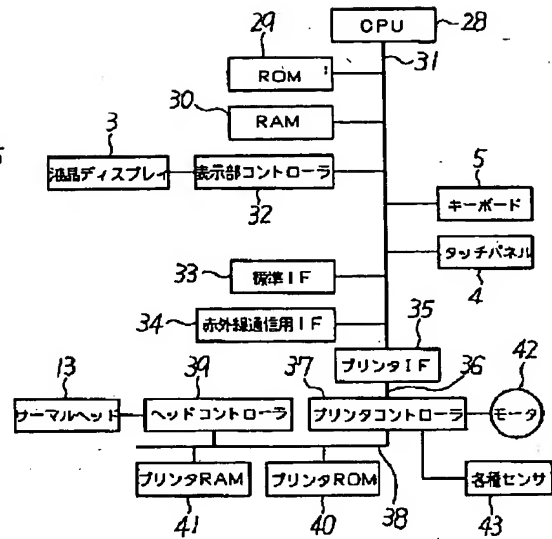 CPU
28
29
31
ROM
30
RAM
3
液晶ディスプレイ
表示部コントローラ
32
5
キーボード
タッチパネル
4
33
標準IF
34
赤外線通信用IF
35
プリンタIF
36
42
13
39
37
サーマルヘッド
ヘッドコントローラ
プリンタコントローラ
モータ
38
プリンタRAM
プリンタROM
各種センサ
41
40
43